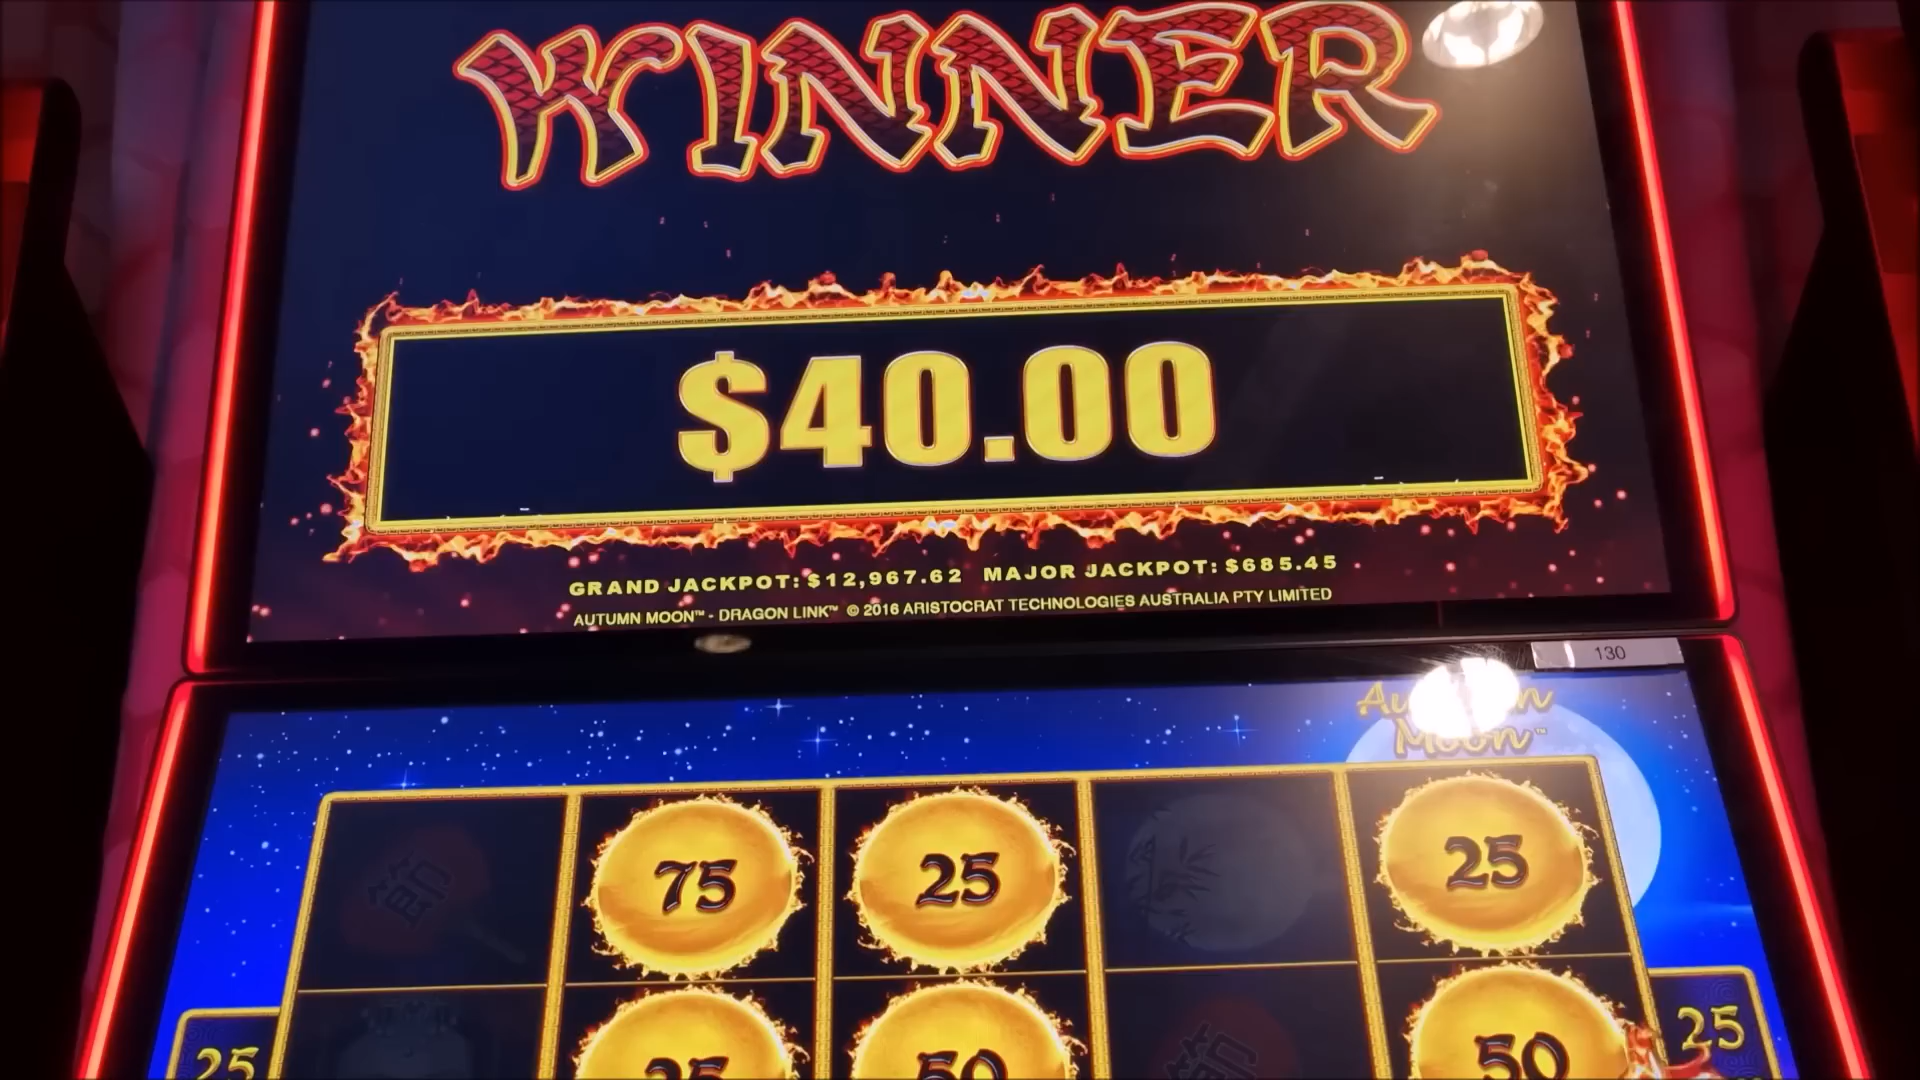 WINNER
$40.00
GRAND JACKPOT: $12,967.62 MAJOR JACKPOT: $685.45
AUTUMN MOON™ - DRAGON LINK™ © 2016 ARISTOCRAT TECHNOLOGIES AUSTRALIA PTY LIMITED
130
Moon™
75 25 25
25 50 25